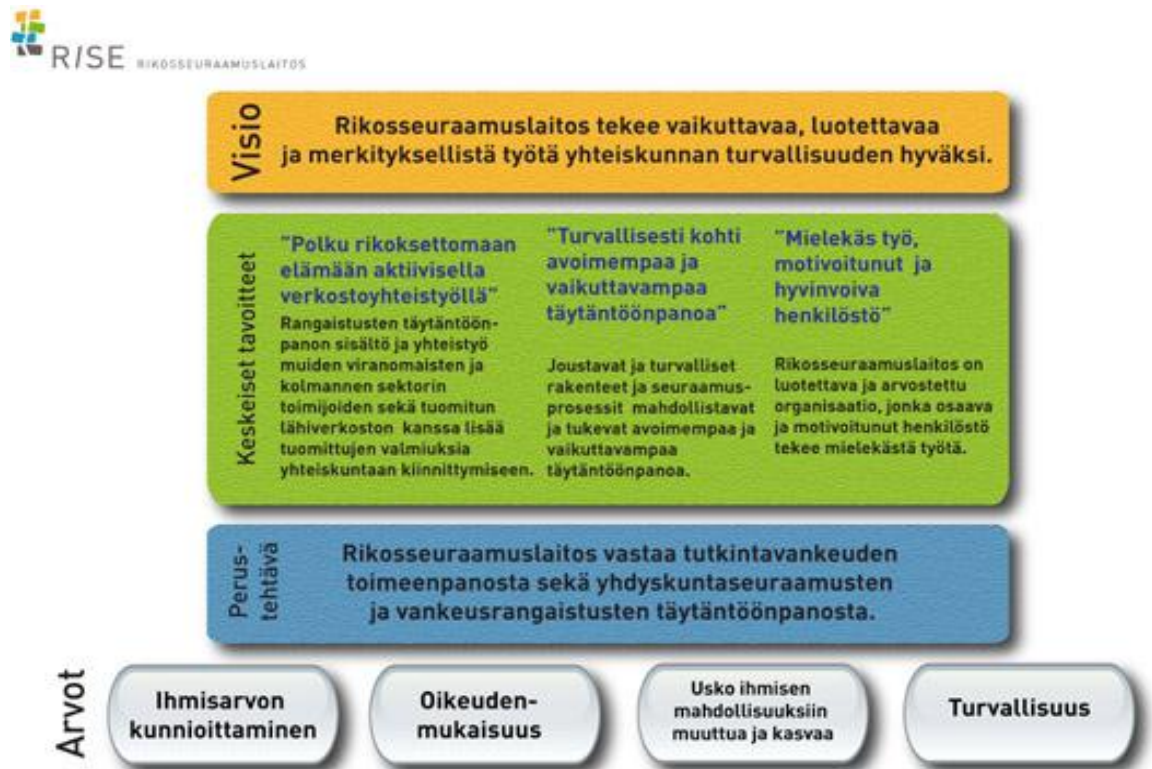 RISE RIKOSSEURAAMUSLAITOS
Visio
Rikosseuraamuslaitos tekee vaikuttavaa, luotettavaa
ja merkityksellistä työtä yhteiskunnan turvallisuuden hyväksi.
Keskeiset tavoitteet
"Polku rikoksettomaan
elämään aktiivisella
verkostoyhteistyöllä"
Rangaistusten täytäntöön-
panon sisältö ja yhteistyö
muiden viranomaisten ja
kolmannen sektorin
toimijoiden sekä tuomitun
lähiverkoston kanssa lisää
tuomittujen valmiuksia
yhteiskuntaan kiinnittymiseen.
"Turvallisesti kohti
avoimempaa ja
vaikuttavampaa
täytäntöönpanoa"
Joustavat ja turvalliset
rakenteet ja seuraamus-
prosessit mahdollistavat
ja tukevat avoimempaa ja
vaikuttavampaa
täytäntöönpanoa.
"Mielekäs työ,
motivoitunut ja
hyvinvoiva
henkilöstö"
Rikosseuraamuslaitos on
luotettava ja arvostettu
organisaatio, jonka osaava
ja motivoitunut henkilöstö
tekee mielekästä työtä.
Perus-
tehtävä
Rikosseuraamuslaitos vastaa tutkintavankeuden
toimeenpanosta sekä yhdyskuntaseuraamusten
ja vankeusrangaistusten täytäntöönpanosta.
Arvot
Ihmisarvon
kunnioittaminen
Oikeuden-
mukaisuus
Usko ihmisen
mahdollisuuksiin
muuttua ja kasvaa
Turvallisuus